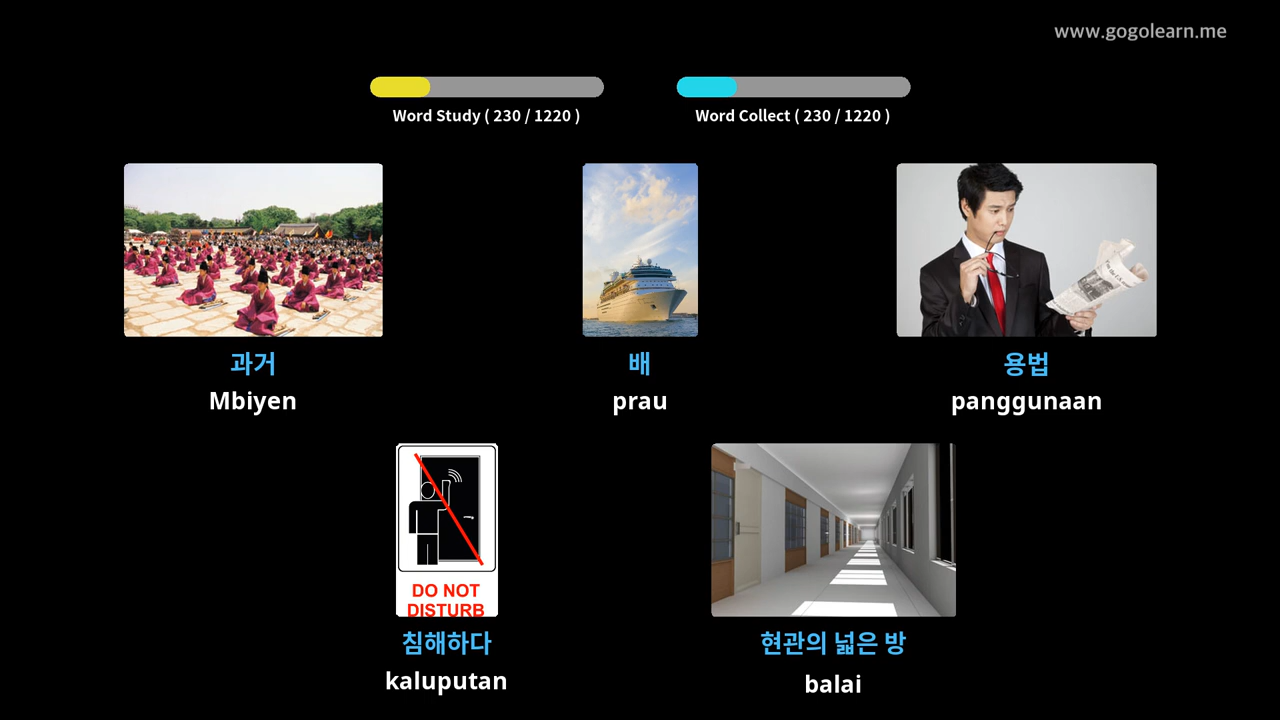 www.gogolearn.me
Word Study ( 230 / 1220 )
Word Collect ( 230 / 1220 )
과거
Mbiyen
배
prau
용법
panggunaan
DO NOT
DISTURB
침해하다
kaluputan
현관의 넓은 방
balai